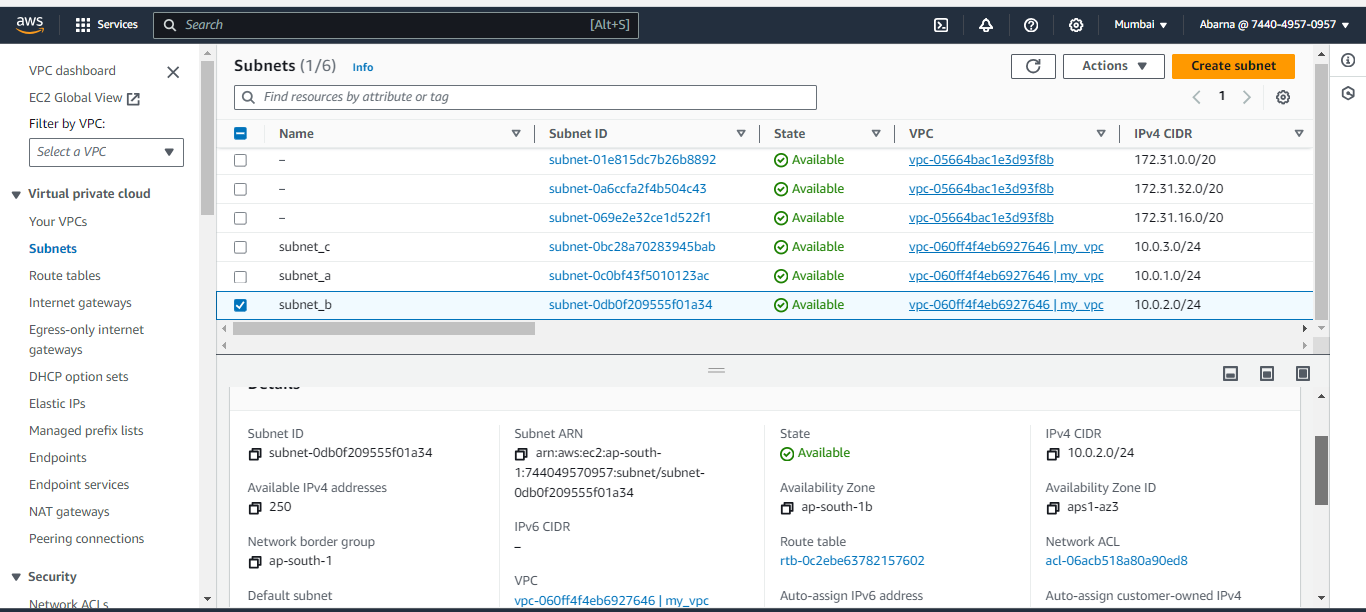 aws Services Search [Alt+S] Mumbai ▼ Abarna @ 7440-4957-0957 ▼
VPC dashboard
EC2 Global View
Filter by VPC:
Select a VPC
Virtual private cloud
Your VPCs
Subnets
Route tables
Internet gateways
Egress-only internet
gateways
DHCP option sets
Elastic IPs
Managed prefix lists
Endpoints
Endpoint services
NAT gateways
Peering connections
Security
Network ACLs
Subnets (1/6) Info Actions ▼ Create subnet
Find resources by attribute or tag 1
Name Subnet ID State VPC IPv4 CIDR
– subnet-01e815dc7b26b8892 Available vpc-05664bac1e3d93f8b 172.31.0.0/20
– subnet-0a6ccfa2f4b504c43 Available vpc-05664bac1e3d93f8b 172.31.32.0/20
– subnet-069e2e32ce1d522f1 Available vpc-05664bac1e3d93f8b 172.31.16.0/20
subnet_c subnet-0bc28a70283945bab Available vpc-060ff4f4eb6927646 | my_vpc 10.0.3.0/24
subnet_a subnet-0c0bf43f5010123ac Available vpc-060ff4f4eb6927646 | my_vpc 10.0.1.0/24
subnet_b subnet-0db0f209555f01a34 Available vpc-060ff4f4eb6927646 | my_vpc 10.0.2.0/24
Details
Subnet ID
subnet-0db0f209555f01a34
Available IPv4 addresses
250
Network border group
ap-south-1
Default subnet
Subnet ARN
arn:aws:ec2:ap-south-
1:744049570957:subnet/subnet-
0db0f209555f01a34
IPv6 CIDR
–
VPC
vpc-060ff4f4eb6927646 | my_vpc
State
Available
Availability Zone
ap-south-1b
Route table
rtb-0c2ebe63782157602
Auto-assign IPv6 address
IPv4 CIDR
10.0.2.0/24
Availability Zone ID
aps1-az3
Network ACL
acl-06acb518a80a90ed8
Auto-assign customer-owned IPv4